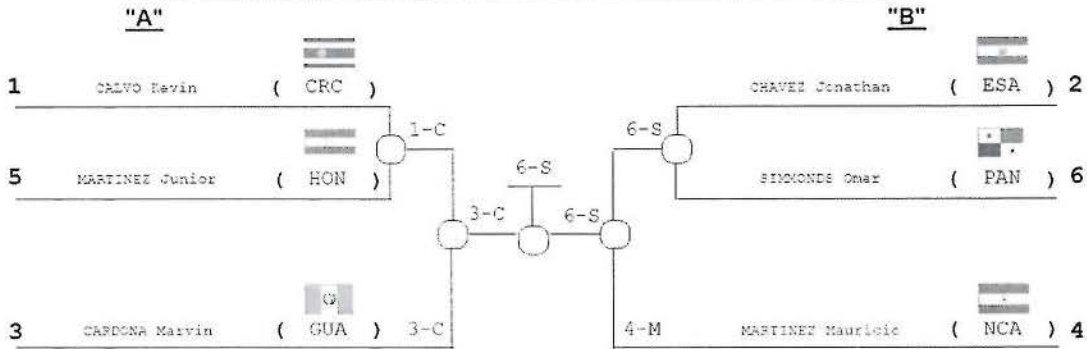 "A" "B"
1 CALVO Kevin ( CRC ) CHAVEZ Jonathan ( ESA ) 2
1-C 6-S
5 MARTINEZ Junior ( HON ) 6-S SIMMONDS Omar ( PAN ) 6
3-C 6-S
3 CARDONA Marvin ( GUA ) 3-C 4-M MARTINEZ Mauricio ( NCA ) 4